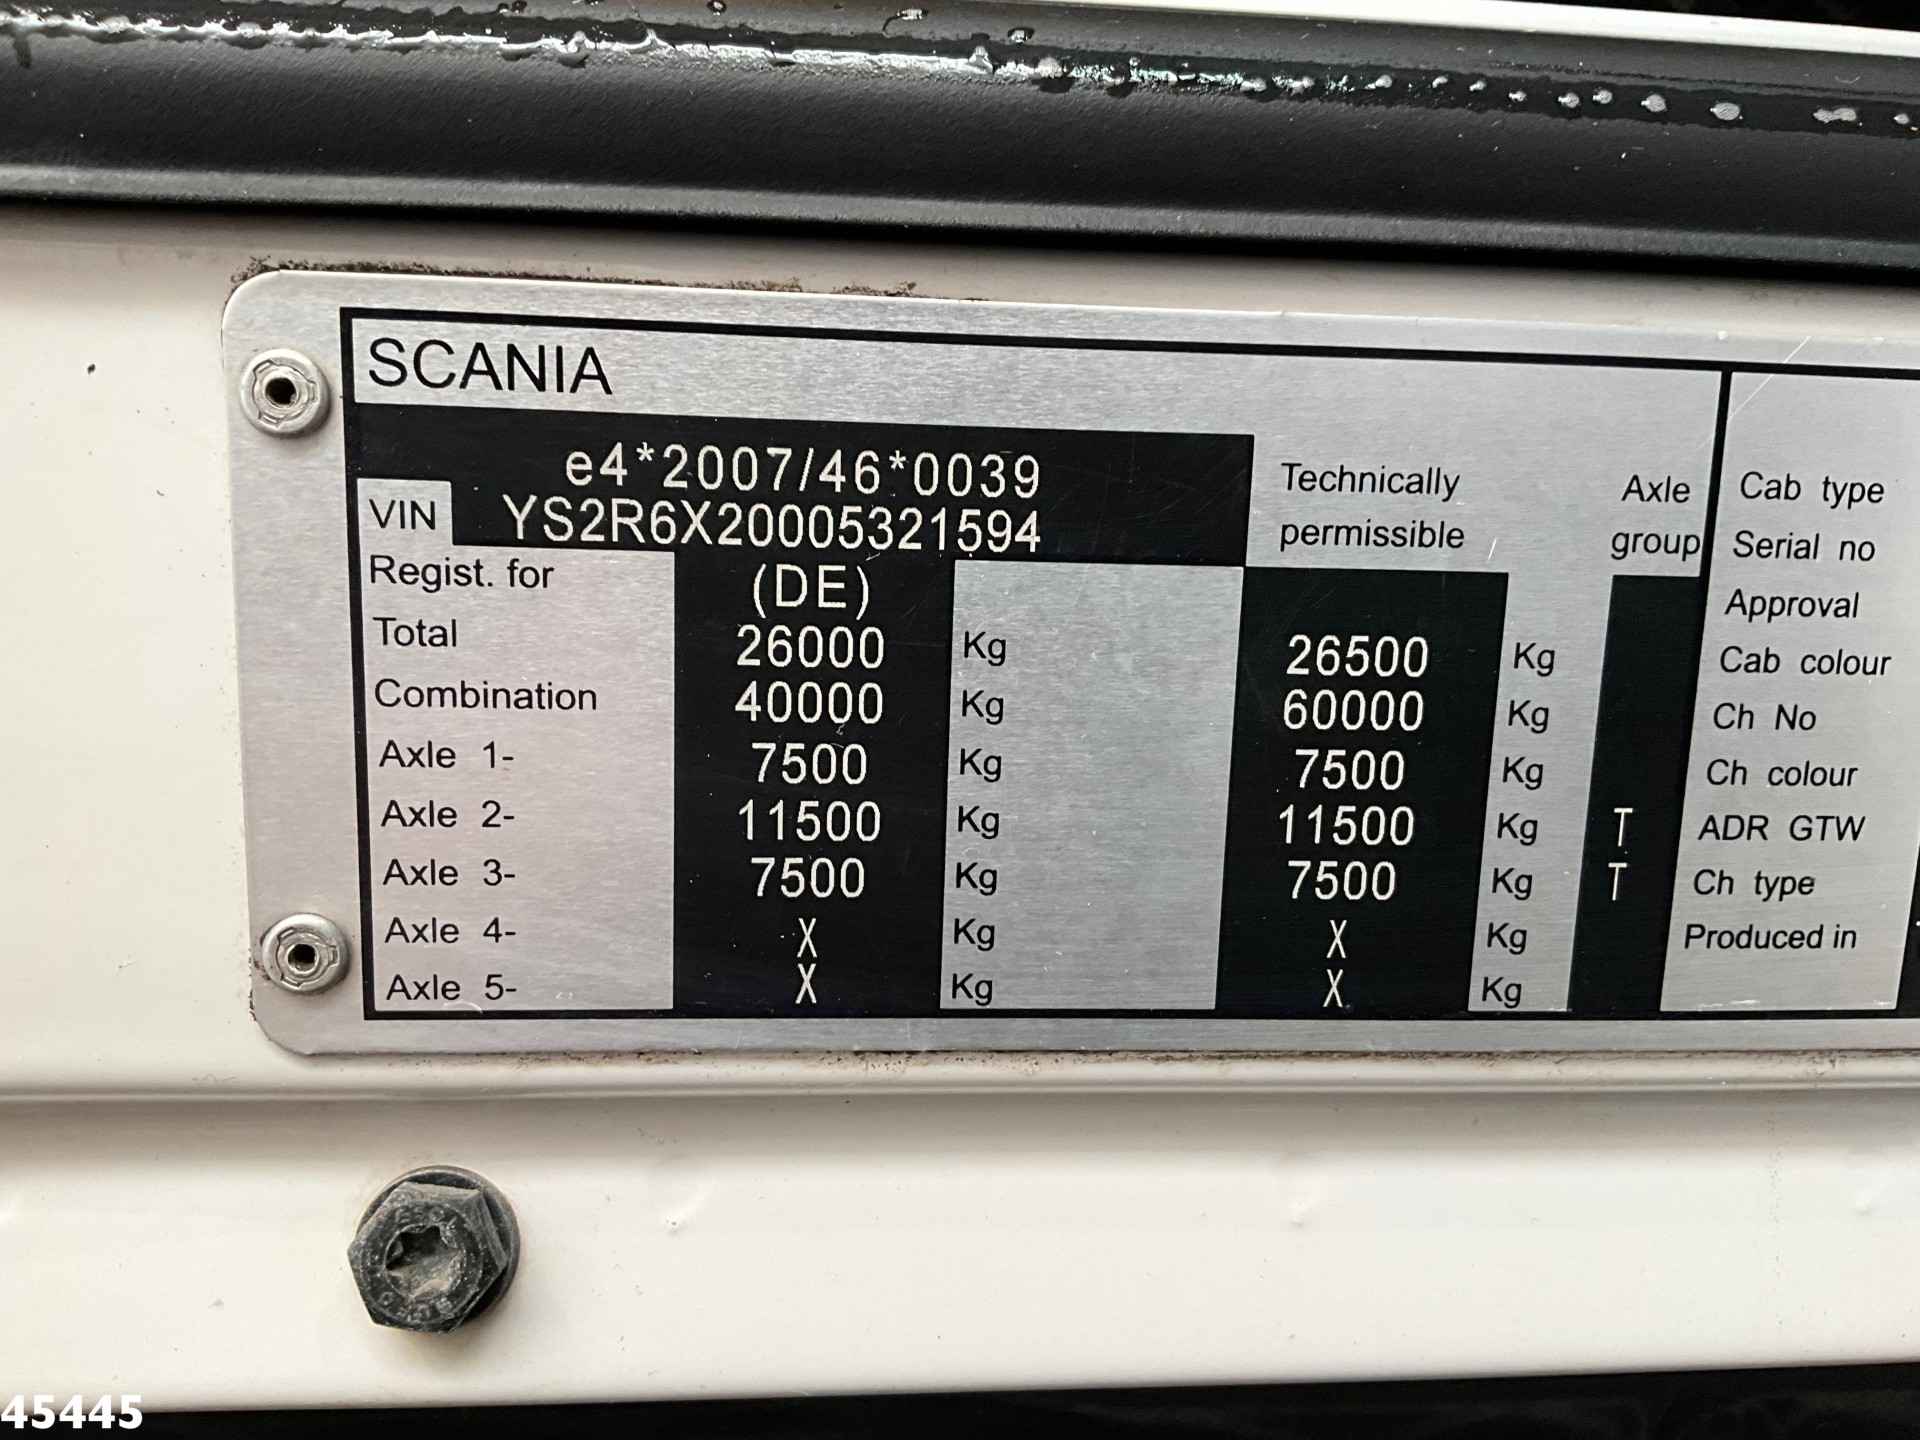 SCANIA
e4*2007/46*0039
VIN YS2R6X20005321594
Technically permissible
Axle group
Regist. for (DE)
Total 26000 Kg 26500 Kg
Combination 40000 Kg 60000 Kg
Axle 1- 7500 Kg 7500 Kg
Axle 2- 11500 Kg 11500 Kg T
Axle 3- 7500 Kg 7500 Kg T
Axle 4- X Kg X Kg
Axle 5- X Kg X Kg
Cab type
Serial no
Approval
Cab colour
Ch No
Ch colour
ADR GTW
Ch type
Produced in
45445